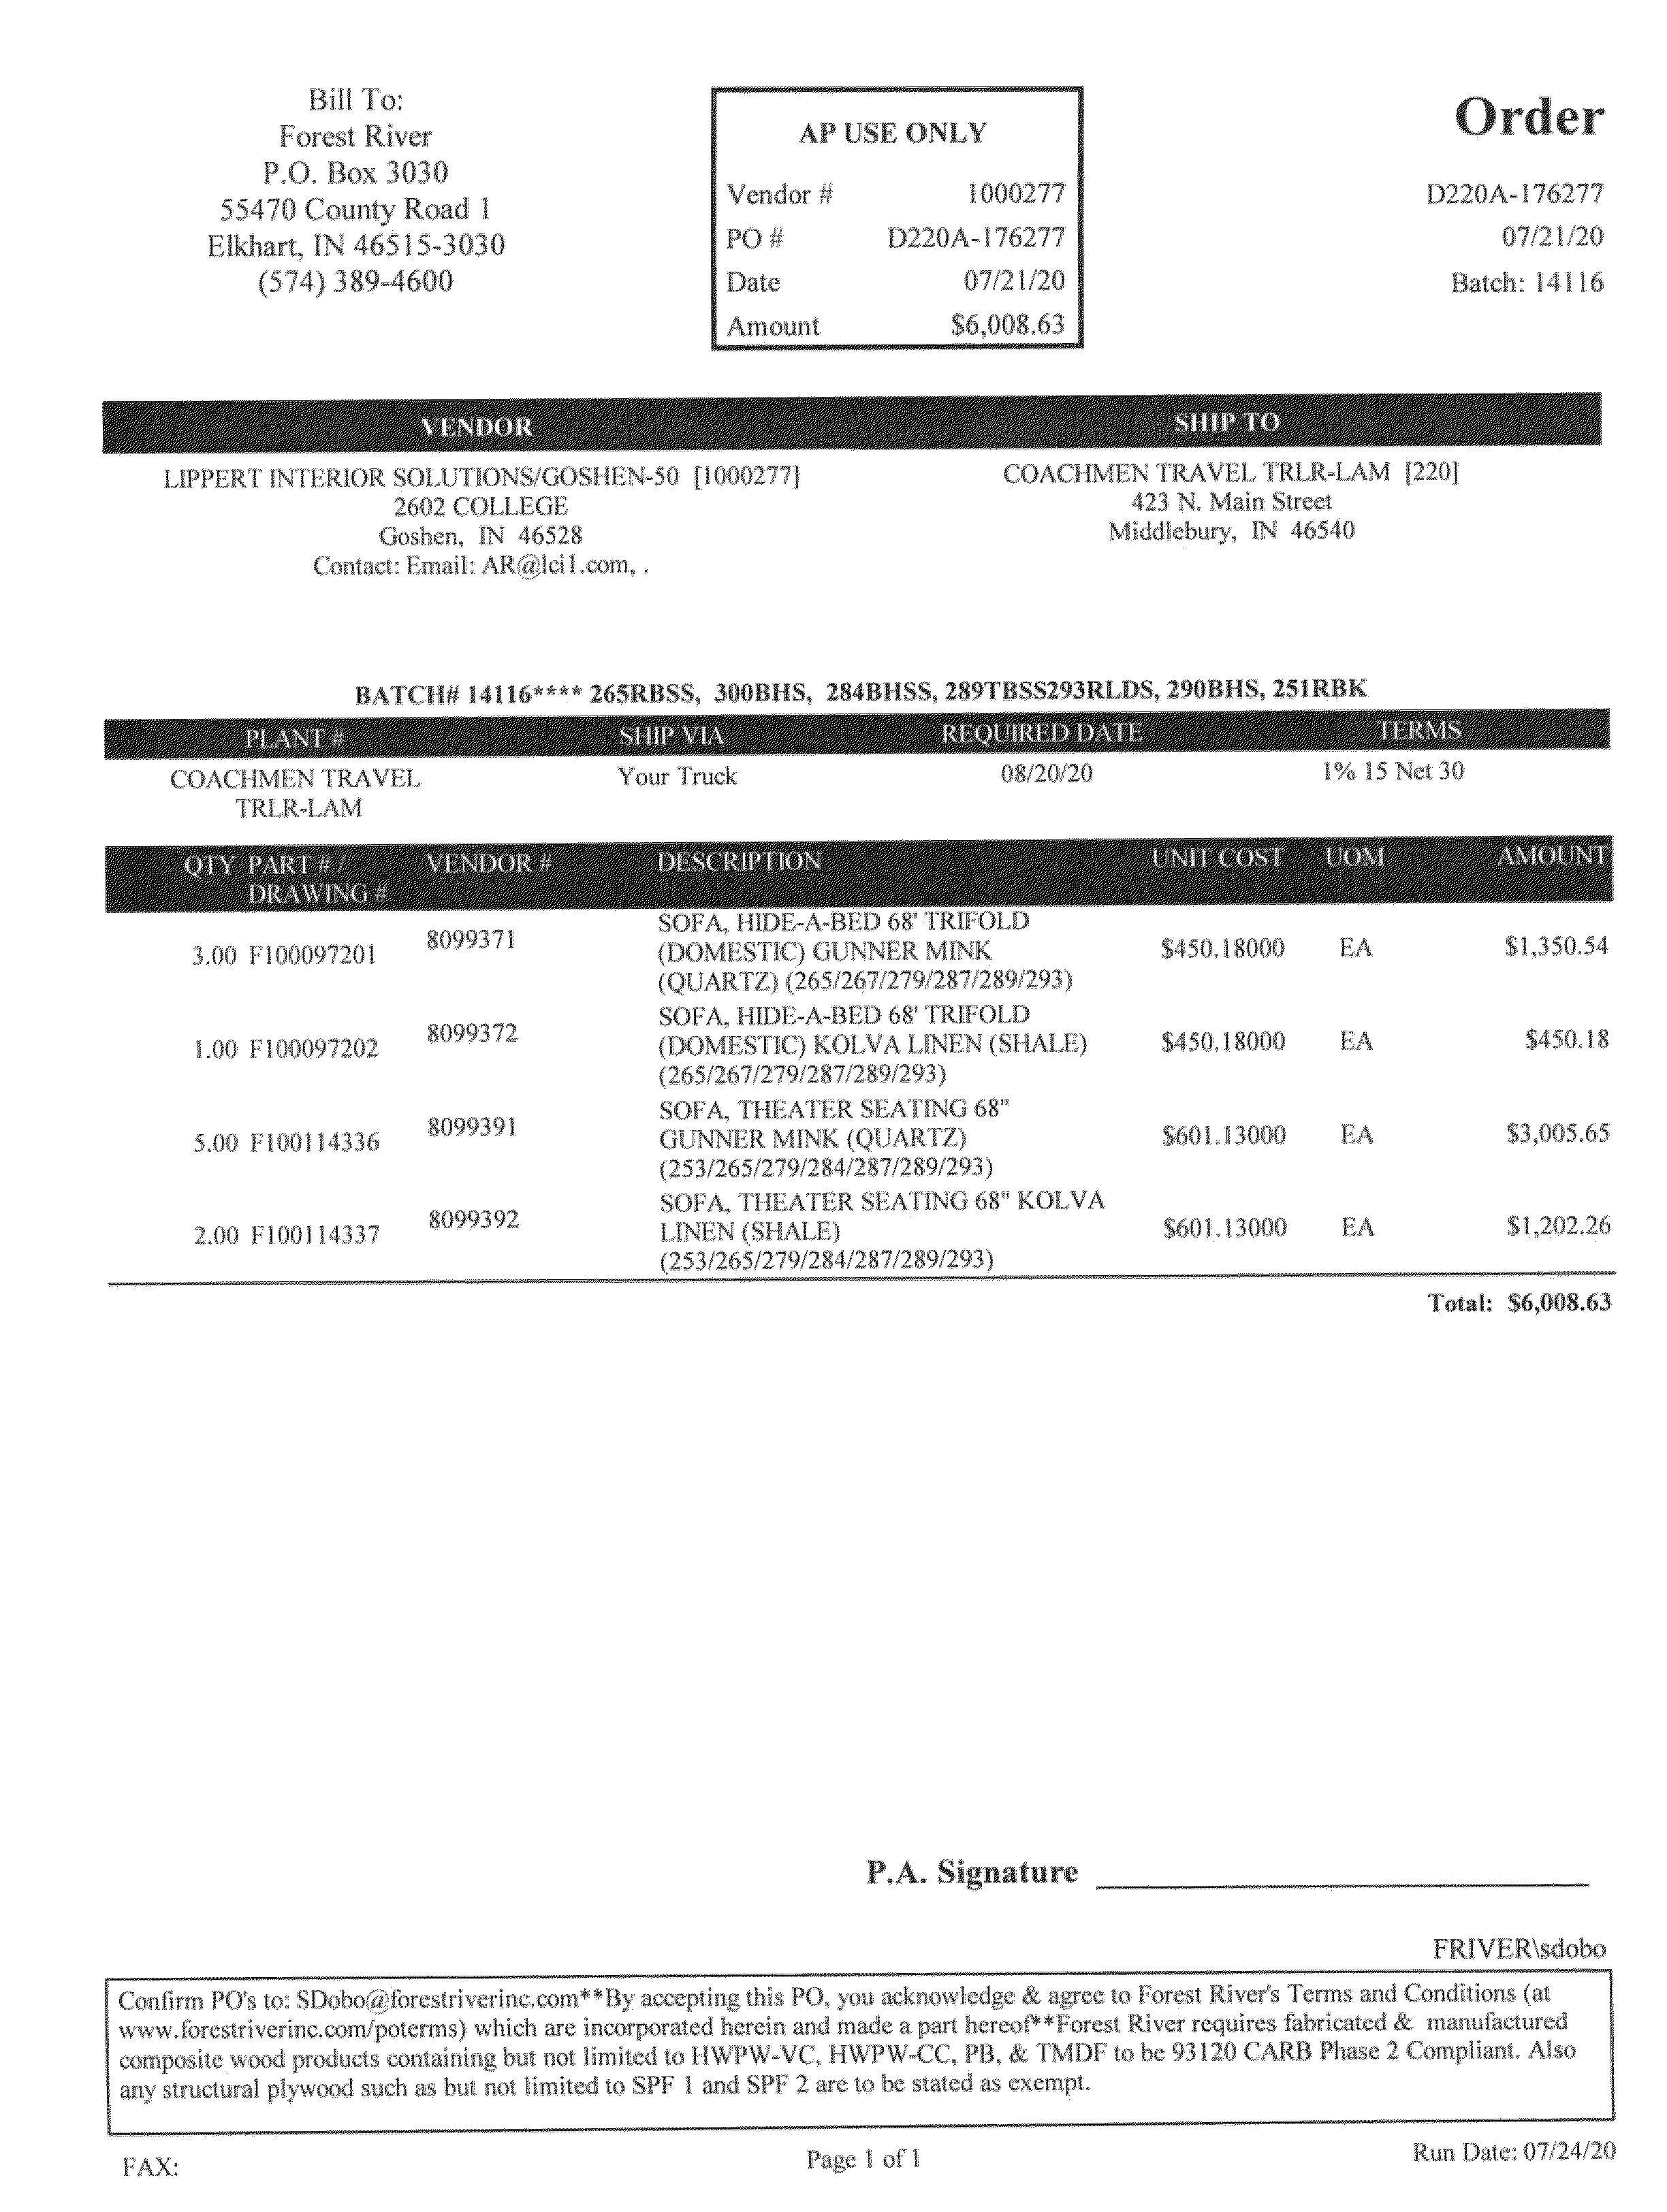 Bill To:
Forest River
P.O. Box 3030
55470 County Road 1
Elkhart, IN 46515-3030
(574) 389-4600
AP USE ONLY
Vendor # 1000277
PO # D220A-176277
Date 07/21/20
Amount $6,008.63
Order
D220A-176277
07/21/20
Batch: 14116
VENDOR SHIP TO
LIPPERT INTERIOR SOLUTIONS/GOSHEN-50 [1000277]
2602 COLLEGE
Goshen, IN 46528
Contact: Email: AR@lci1.com, .
COACHMEN TRAVEL TRLR-LAM [220]
423 N. Main Street
Middlebury, IN 46540
BATCH# 14116**** 265RBSS, 300BHS, 284BHSS, 289TBSS293RLDS, 290BHS, 251RBK
PLANT # SHIP VIA REQUIRED DATE TERMS
COACHMEN TRAVEL Your Truck 08/20/20 1% 15 Net 30
TRLR-LAM
QTY PART # / VENDOR # DESCRIPTION UNIT COST UOM AMOUNT
DRAWING #
SOFA, HIDE-A-BED 68' TRIFOLD
3.00 F100097201 8099371 (DOMESTIC) GUNNER MINK $450.18000 EA $1,350.54
(QUARTZ) (265/267/279/287/289/293)
SOFA, HIDE-A-BED 68' TRIFOLD
1.00 F100097202 8099372 (DOMESTIC) KOLVA LINEN (SHALE) $450.18000 EA $450.18
(265/267/279/287/289/293)
SOFA, THEATER SEATING 68"
5.00 F100114336 8099391 GUNNER MINK (QUARTZ) $601.13000 EA $3,005.65
(253/265/279/284/287/289/293)
SOFA, THEATER SEATING 68" KOLVA
2.00 F100114337 8099392 LINEN (SHALE) $601.13000 EA $1,202.26
(253/265/279/284/287/289/293)
Total: $6,008.63
P.A. Signature
FRIVER\sdobo
Confirm PO's to: SDobo@forestriverinc.com**By accepting this PO, you acknowledge & agree to Forest River's Terms and Conditions (at
www.forestriverinc.com/poterms) which are incorporated herein and made a part hereof**Forest River requires fabricated & manufactured
composite wood products containing but not limited to HWPW-VC, HWPW-CC, PB, & TMDF to be 93120 CARB Phase 2 Compliant. Also
any structural plywood such as but not limited to SPF 1 and SPF 2 are to be stated as exempt.
FAX: Page 1 of 1 Run Date: 07/24/20